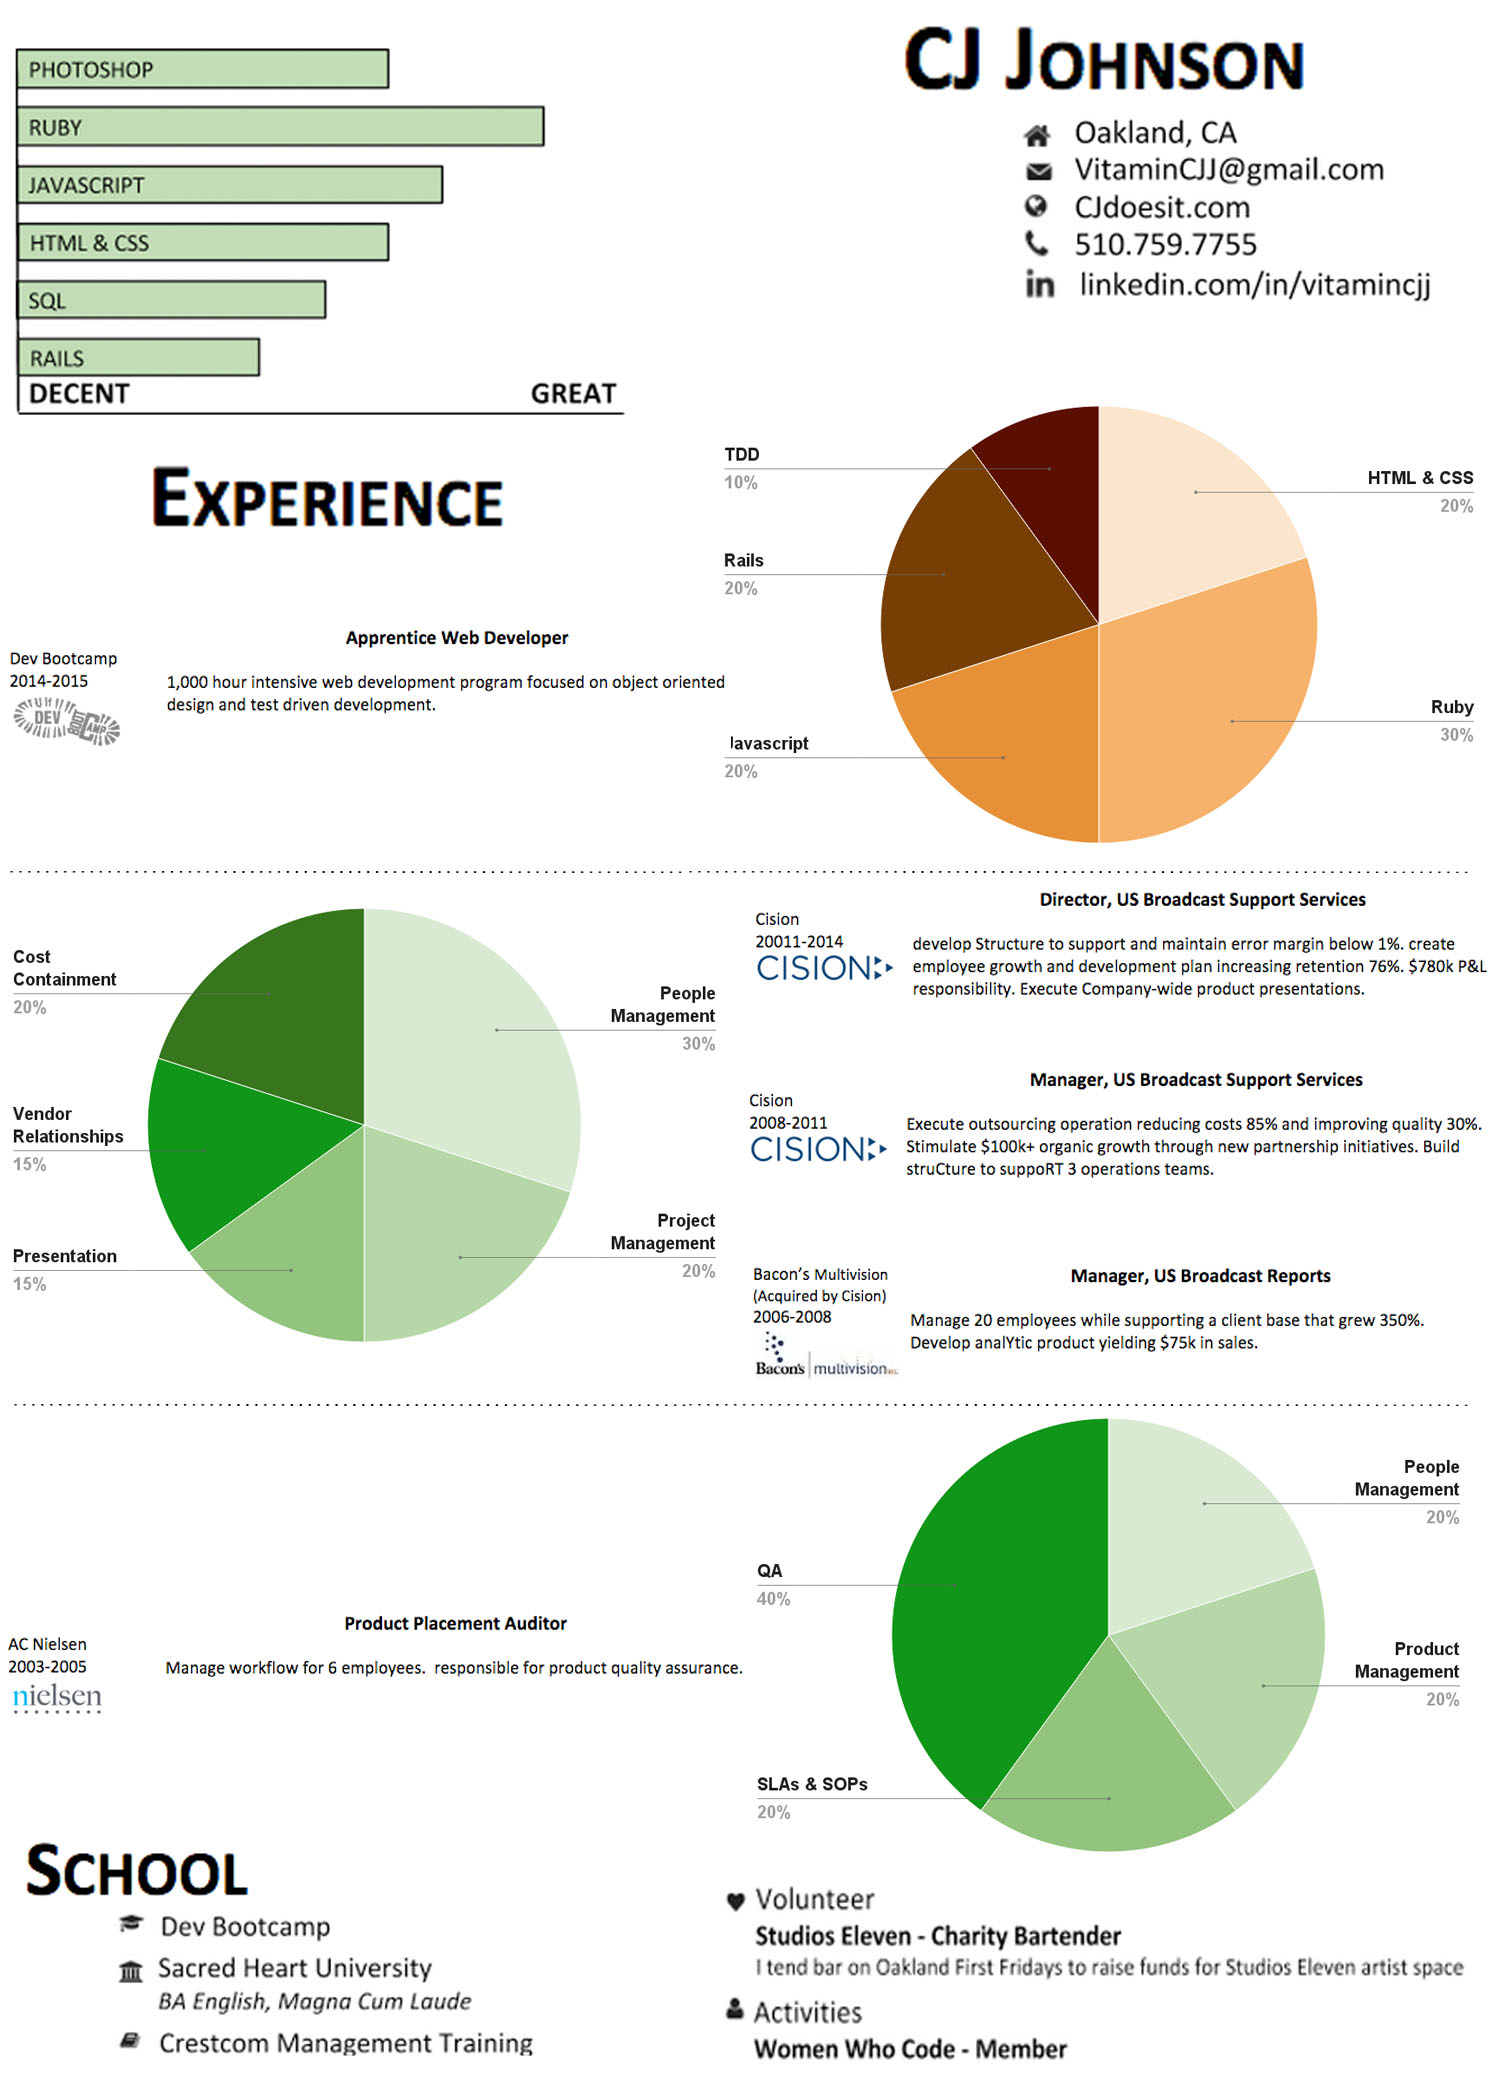 PHOTOSHOP
RUBY
JAVASCRIPT
HTML & CSS
SQL
RAILS
DECENT GREAT
CJ JOHNSON
Oakland, CA
VitaminCJJ@gmail.com
CJdoesit.com
510.759.7755
in linkedin.com/in/vitamincjj
EXPERIENCE
Apprentice Web Developer
Dev Bootcamp
2014-2015
DEV BOOT CAMP
1,000 hour intensive web development program focused on object oriented
design and test driven development.
TDD
10%
Rails
20%
Javascript
20%
HTML & CSS
20%
Ruby
30%
Cost
Containment
20%
Vendor
Relationships
15%
Presentation
15%
People
Management
30%
Project
Management
20%
Director, US Broadcast Support Services
Cision
20011-2014
CISION
develop Structure to support and maintain error margin below 1%. create
employee growth and development plan increasing retention 76%. $780k P&L
responsibility. Execute Company-wide product presentations.
Manager, US Broadcast Support Services
Cision
2008-2011
CISION
Execute outsourcing operation reducing costs 85% and improving quality 30%.
Stimulate $100k+ organic growth through new partnership initiatives. Build
struCture to suppoRT 3 operations teams.
Manager, US Broadcast Reports
Bacon’s Multivision
(Acquired by Cision)
2006-2008
Bacon's multivision
Manage 20 employees while supporting a client base that grew 350%.
Develop analYtic product yielding $75k in sales.
Product Placement Auditor
AC Nielsen
2003-2005
nielsen
Manage workflow for 6 employees.  responsible for product quality assurance.
QA
40%
SLAs & SOPs
20%
People
Management
20%
Product
Management
20%
SCHOOL
Dev Bootcamp
Sacred Heart University
BA English, Magna Cum Laude
Crestcom Management Training
Volunteer
Studios Eleven - Charity Bartender
I tend bar on Oakland First Fridays to raise funds for Studios Eleven artist space
Activities
Women Who Code - Member